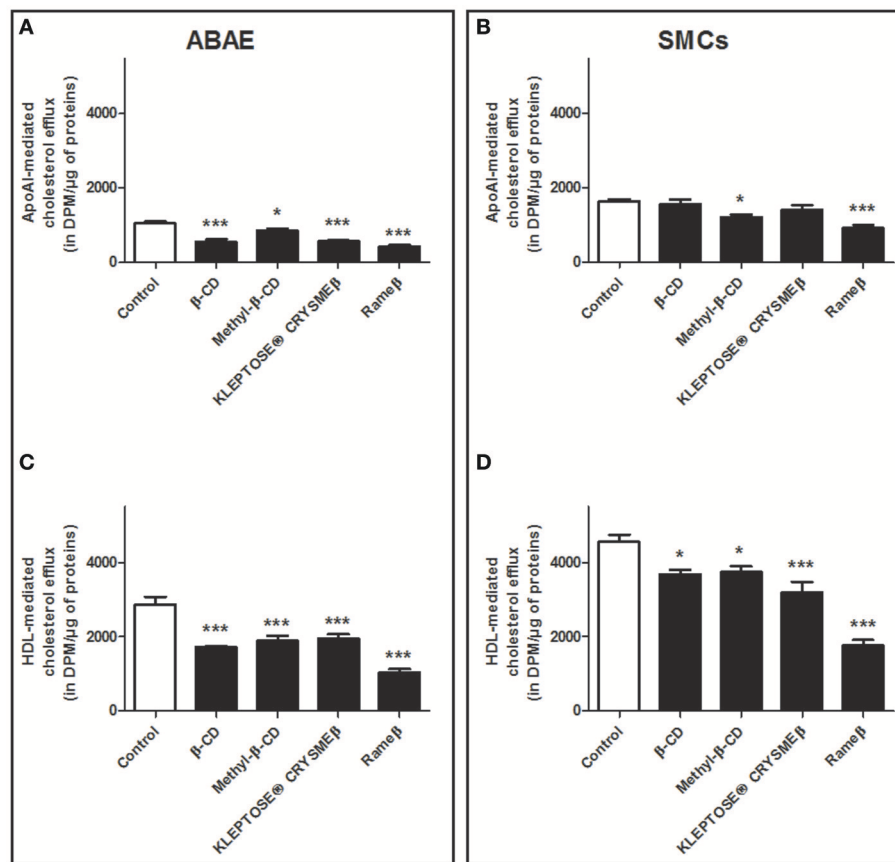 A
ABAE
ApoAI-mediated
cholesterol efflux
(in DPM/µg of proteins)
4000
2000
0
***
*
***
***
Control
β-CD
Methyl-β-CD
KLEPTOSE® CRYSMEβ
Rameβ
B
SMCs
ApoAI-mediated
cholesterol efflux
(in DPM/µg of proteins)
4000
2000
0
*
***
Control
β-CD
Methyl-β-CD
KLEPTOSE® CRYSMEβ
Rameβ
C
HDL-mediated
cholesterol efflux
(in DPM/µg of proteins)
4000
2000
0
***
***
***
***
Control
β-CD
Methyl-β-CD
KLEPTOSE® CRYSMEβ
Rameβ
D
HDL-mediated
cholesterol efflux
(in DPM/µg of proteins)
4000
2000
0
*
*
***
***
Control
β-CD
Methyl-β-CD
KLEPTOSE® CRYSMEβ
Rameβ